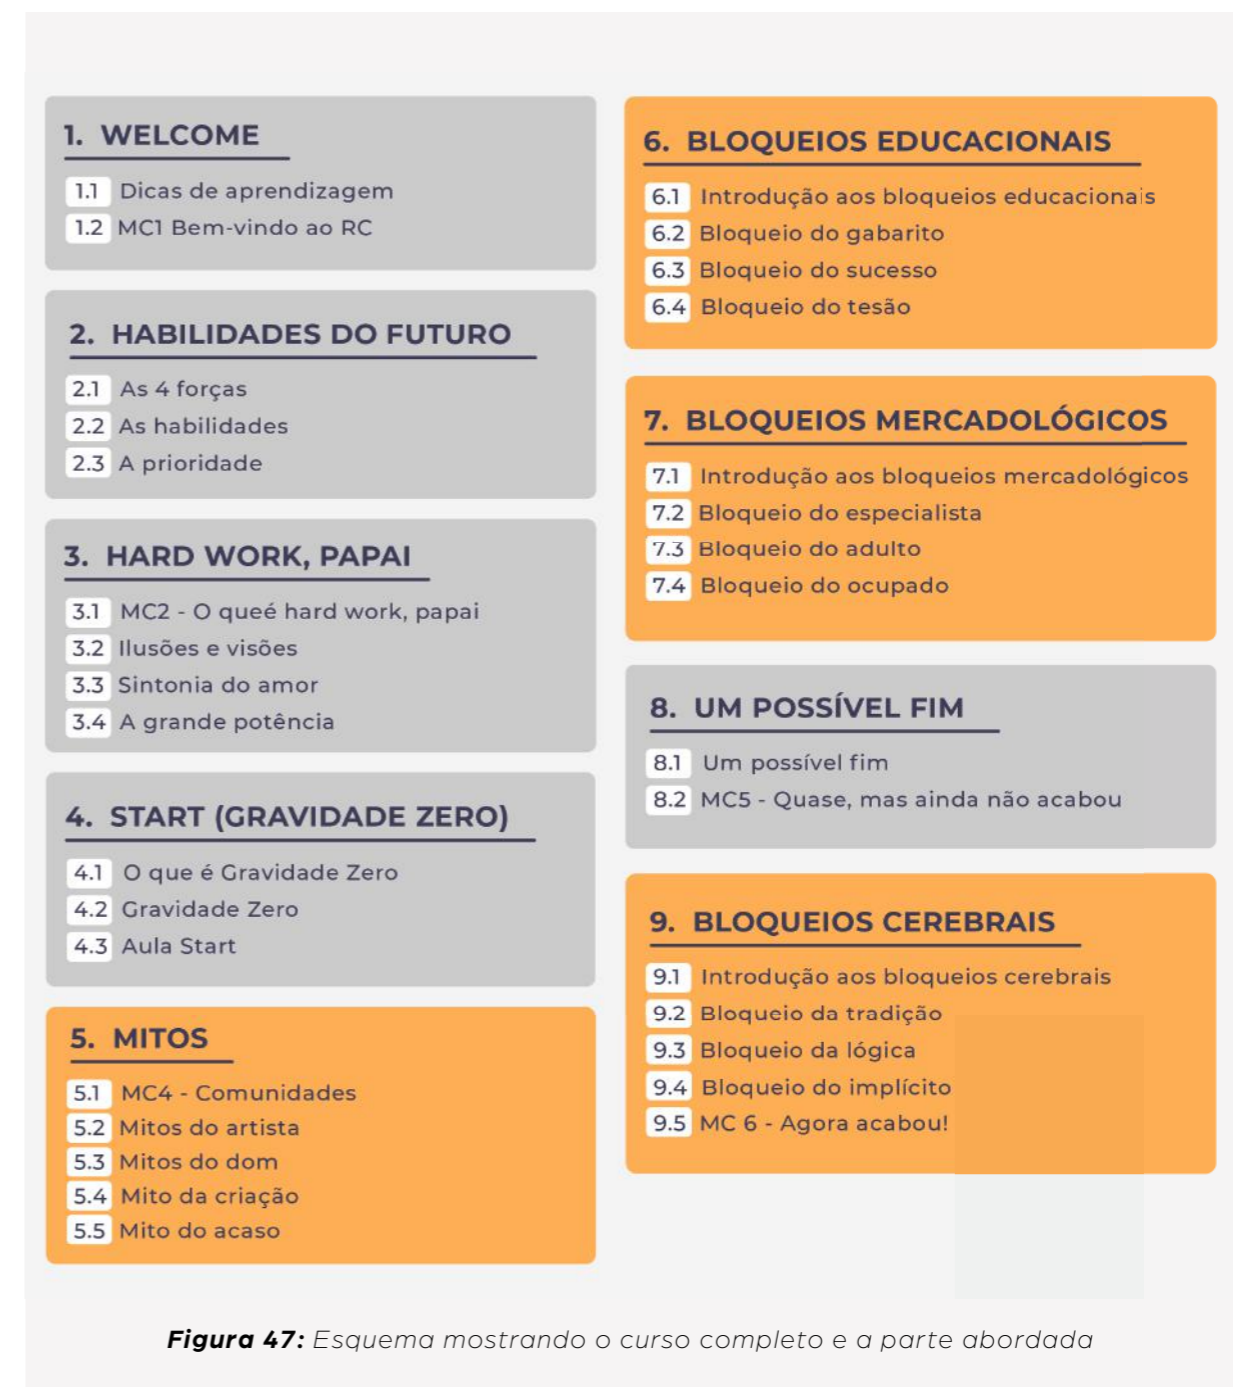 1. WELCOME
1.1 Dicas de aprendizagem
1.2 MC1 Bem-vindo ao RC
2. HABILIDADES DO FUTURO
2.1 As 4 forças
2.2 As habilidades
2.3 A prioridade
3. HARD WORK, PAPAI
3.1 MC2 - O queé hard work, papai
3.2 Ilusões e visões
3.3 Sintonia do amor
3.4 A grande potência
4. START (GRAVIDADE ZERO)
4.1 O que é Gravidade Zero
4.2 Gravidade Zero
4.3 Aula Start
5. MITOS
5.1 MC4 - Comunidades
5.2 Mitos do artista
5.3 Mitos do dom
5.4 Mito da criação
5.5 Mito do acaso
6. BLOQUEIOS EDUCACIONAIS
6.1 Introdução aos bloqueios educacionais
6.2 Bloqueio do gabarito
6.3 Bloqueio do sucesso
6.4 Bloqueio do tesão
7. BLOQUEIOS MERCADOLÓGICOS
7.1 Introdução aos bloqueios mercadológicos
7.2 Bloqueio do especialista
7.3 Bloqueio do adulto
7.4 Bloqueio do ocupado
8. UM POSSÍVEL FIM
8.1 Um possível fim
8.2 MC5 - Quase, mas ainda não acabou
9. BLOQUEIOS CEREBRAIS
9.1 Introdução aos bloqueios cerebrais
9.2 Bloqueio da tradição
9.3 Bloqueio da lógica
9.4 Bloqueio do implícito
9.5 MC 6 - Agora acabou!
Figura 47: Esquema mostrando o curso completo e a parte abordada